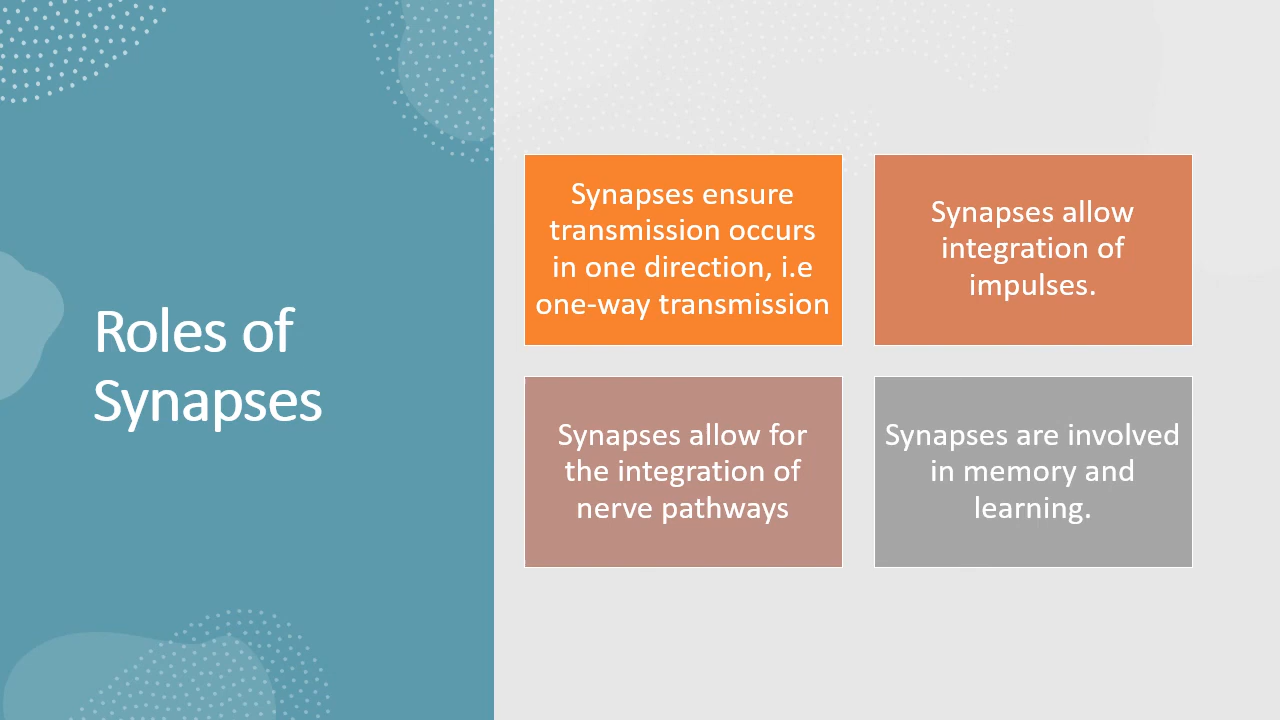 Roles of
Synapses
Synapses ensure
transmission occurs
in one direction, i.e
one-way transmission
Synapses allow
integration of
impulses.
Synapses allow for
the integration of
nerve pathways
Synapses are involved
in memory and
learning.